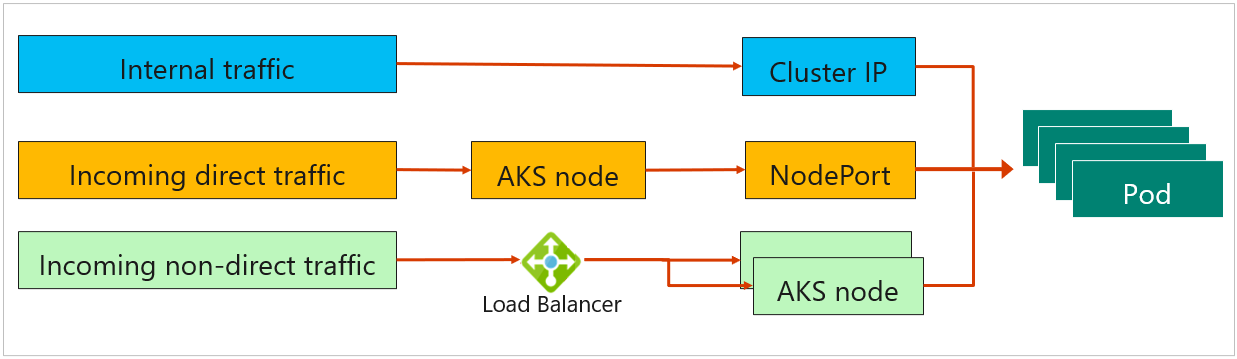 Internal traffic
Cluster IP
Incoming direct traffic
AKS node
NodePort
Pod
Incoming non-direct traffic
Load Balancer
AKS node